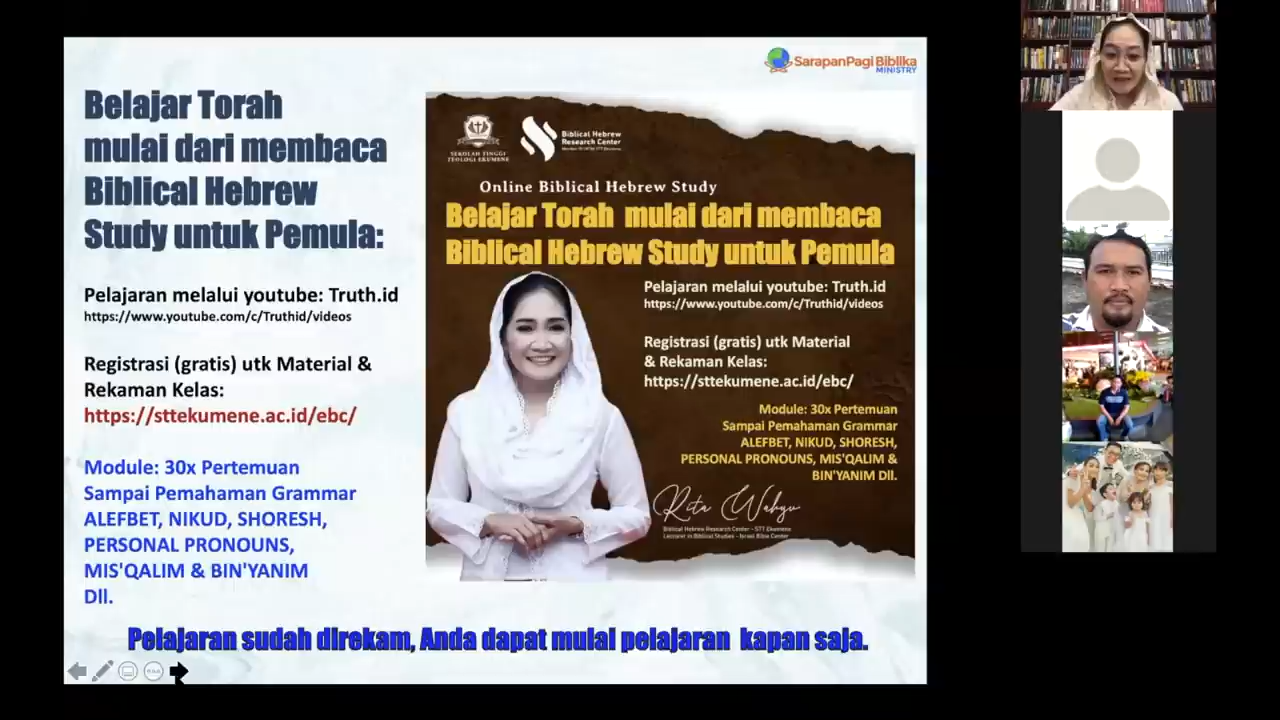 SarapanPagi Biblika
MINISTRY
Belajar Torah
mulai dari membaca
Biblical Hebrew
Study untuk Pemula:
Pelajaran melalui youtube: Truth.id
https://www.youtube.com/c/Truthid/videos
Registrasi (gratis) utk Material &
Rekaman Kelas:
https://sttekumene.ac.id/ebc/
Module: 30x Pertemuan
Sampai Pemahaman Grammar
ALEFBET, NIKUD, SHORESH,
PERSONAL PRONOUNS,
MIS'QALIM & BIN'YANIM
Dll.
SEKOLAH TINGGI
TEOLOGI EKUMENE
Biblical Hebrew
Research Center
Online Biblical Hebrew Study
Belajar Torah mulai dari membaca
Biblical Hebrew Study untuk Pemula
Pelajaran melalui youtube: Truth.id
https://www.youtube.com/c/Truthid/videos
Registrasi (gratis) utk Material
& Rekaman Kelas:
https://sttekumene.ac.id/ebc/
Module: 30x Pertemuan
Sampai Pemahaman Grammar
ALEFBET, NIKUD, SHORESH,
PERSONAL PRONOUNS, MIS'QALIM &
BIN'YANIM Dll.
Rita Wahyu
Biblical Hebrew Research Center - STT Ekumene
Lecturer in Biblical Studies - Israel Bible Center
Pelajaran sudah direkam, Anda dapat mulai pelajaran kapan saja.